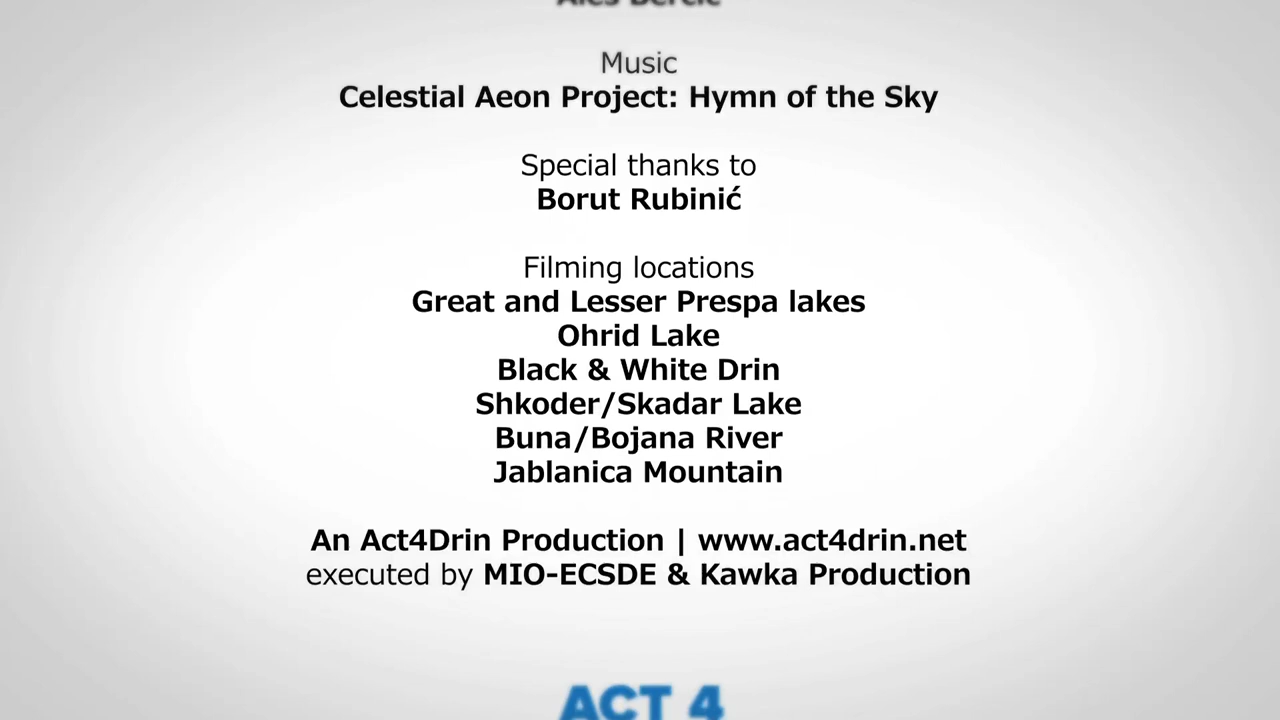 Music
Celestial Aeon Project: Hymn of the Sky
Special thanks to
Borut Rubinić
Filming locations
Great and Lesser Prespa lakes
Ohrid Lake
Black & White Drin
Shkoder/Skadar Lake
Buna/Bojana River
Jablanica Mountain
An Act4Drin Production | www.act4drin.net
executed by MIO-ECSDE & Kawka Production
ACT 4